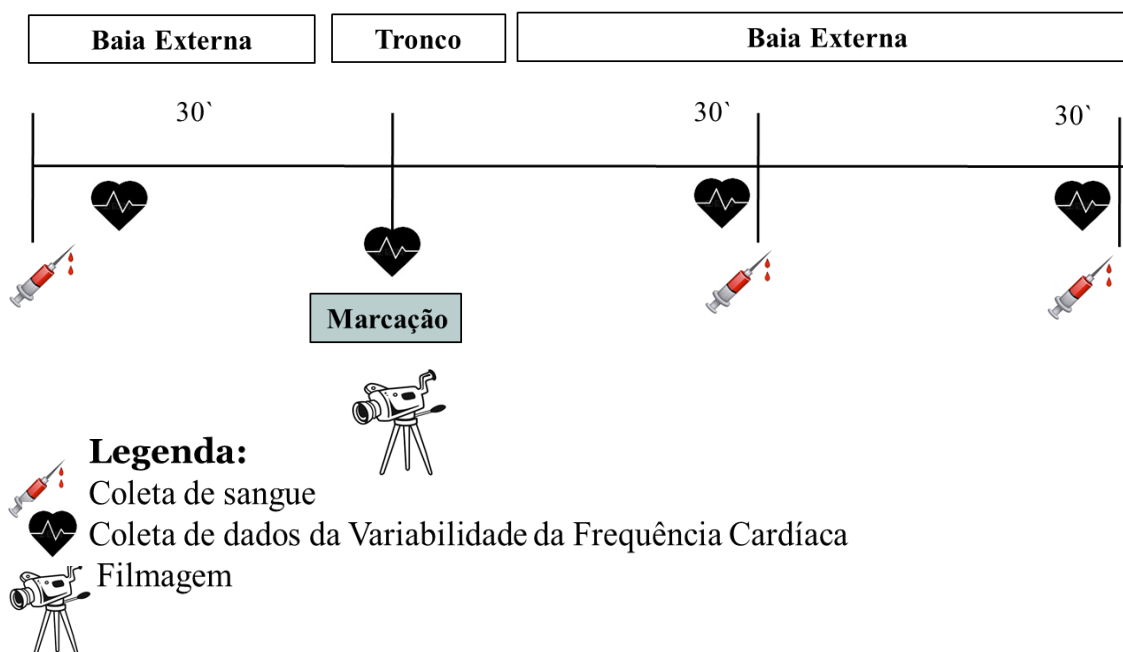 Baia Externa
Tronco
Baia Externa
30`
30`
30`
Marcação
Legenda:
Coleta de sangue
Coleta de dados da Variabilidade da Frequência Cardíaca
Filmagem